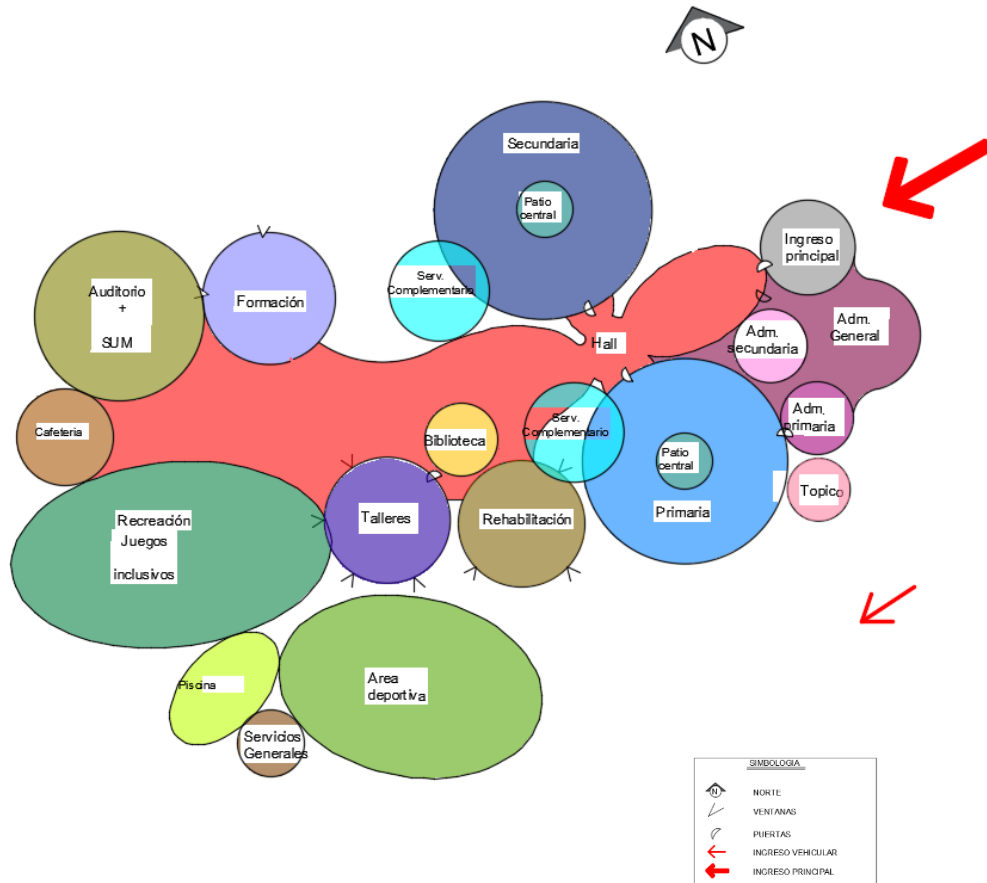 N
Secundaria
Patio
central
Ingreso
principal
Serv.
Complementario
Auditorio
+
SUM
Formación
Hall
Adm.
secundaria
Adm.
General
Cafeteria
Biblioteca
Serv.
Complementario
Patio
central
Adm.
primaria
Topico
Primaria
Recreación
Juegos
inclusivos
Talleres
Rehabilitación
Piscina
Area
deportiva
Servicios
Generales
SIMBOLOGIA
N
NORTE
VENTANAS
PUERTAS
INGRESO VEHICULAR
INGRESO PRINCIPAL